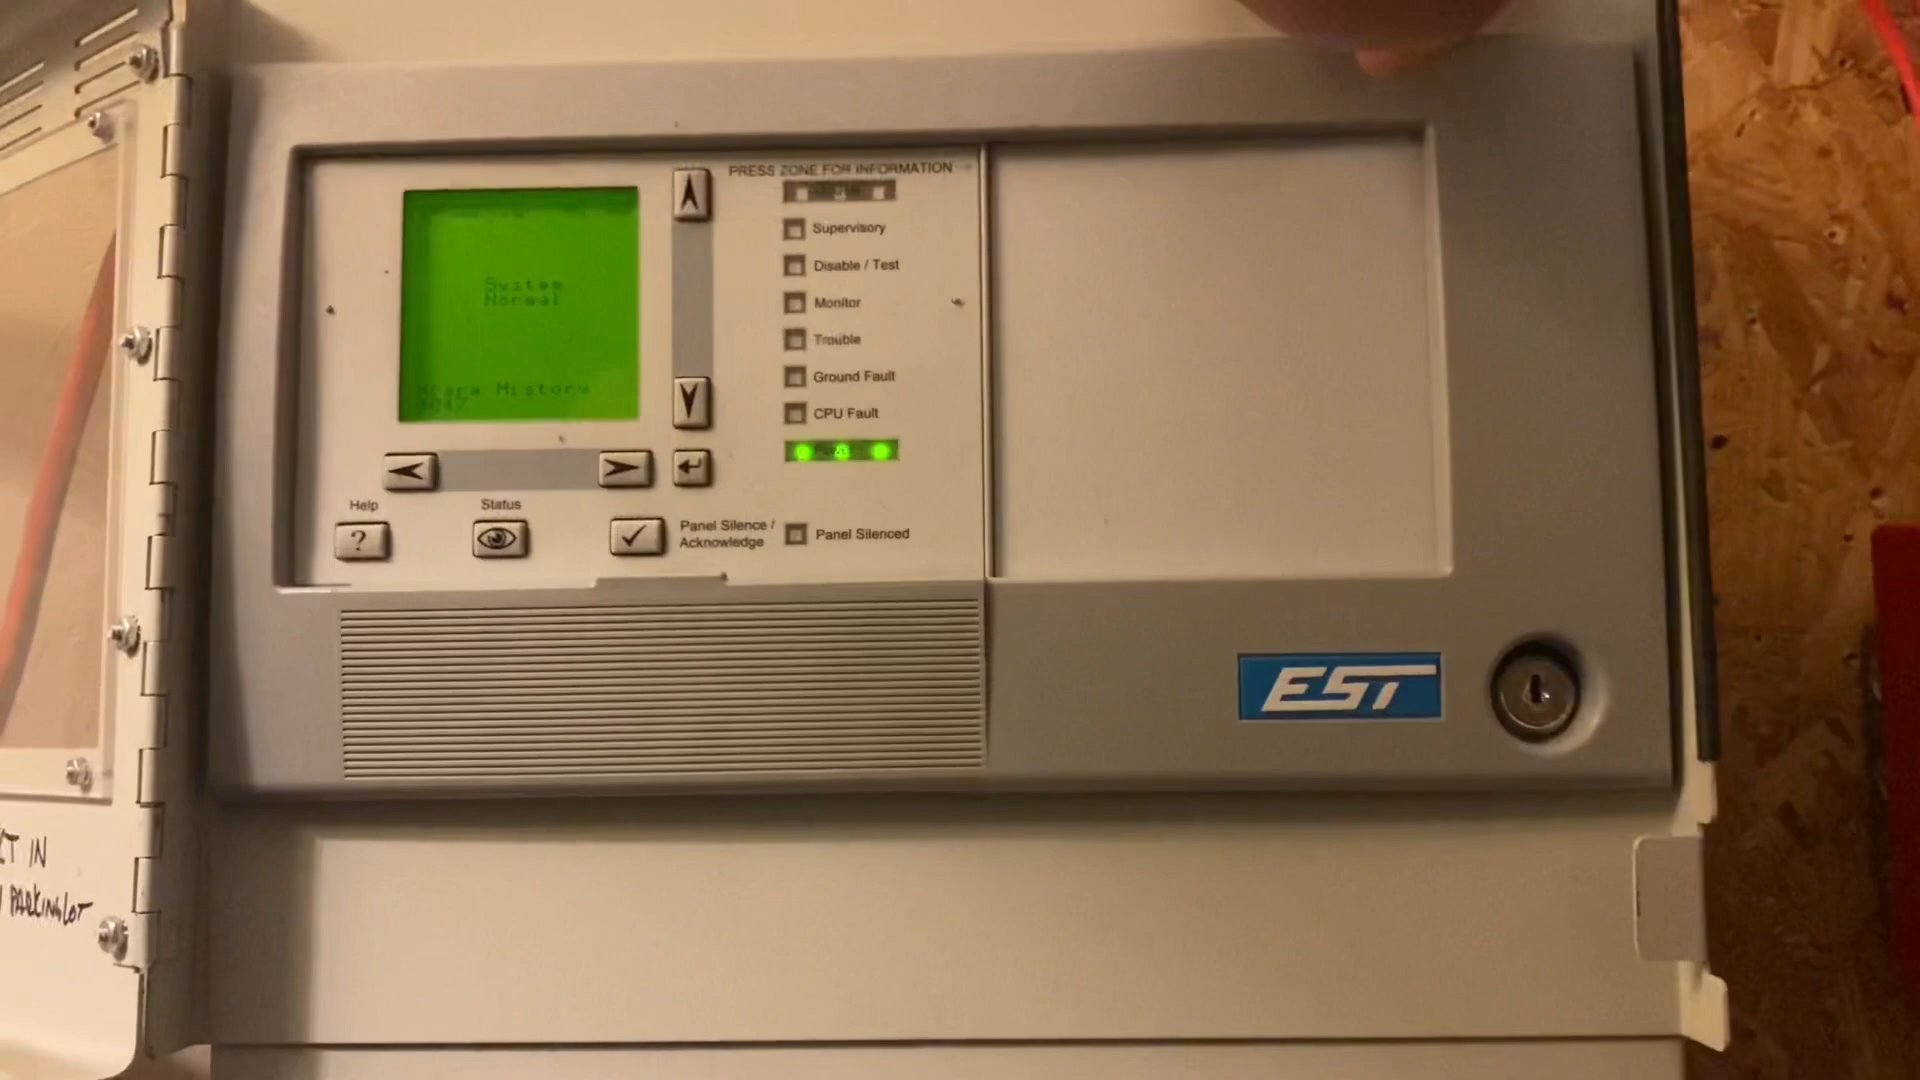 PRESS ZONE FOR INFORMATION
Supervisory
Disable / Test
Monitor
Trouble
Ground Fault
CPU Fault
System
Normal
Alarm History
Help
Status
Panel Silence /
Acknowledge
Panel Silenced
?
EST
IN
PARKING LOT